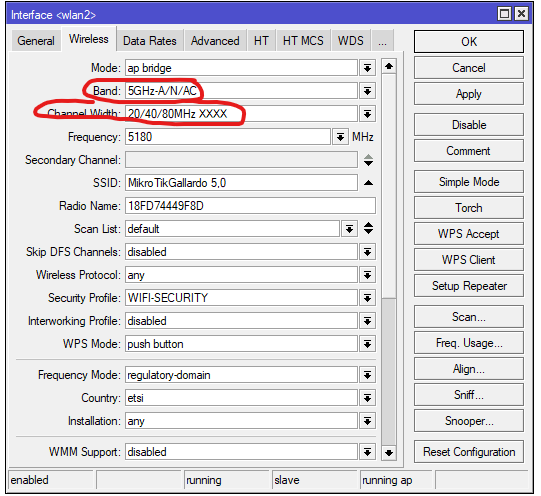 Interface <wlan2>
General Wireless Data Rates Advanced HT HT MCS WDS ...
Mode: ap bridge
Band: 5GHz-A/N/AC
Channel Width: 20/40/80MHz XXXX
Frequency: 5180 MHz
Secondary Channel:
SSID: MikroTikGallardo 5,0
Radio Name: 18FD74449F8D
Scan List: default
Skip DFS Channels: disabled
Wireless Protocol: any
Security Profile: WIFI-SECURITY
Interworking Profile: disabled
WPS Mode: push button
Frequency Mode: regulatory-domain
Country: etsi
Installation: any
WMM Support: disabled
OK
Cancel
Apply
Disable
Comment
Simple Mode
Torch
WPS Accept
WPS Client
Setup Repeater
Scan...
Freq. Usage...
Align...
Sniff...
Snooper...
Reset Configuration
enabled running slave running ap